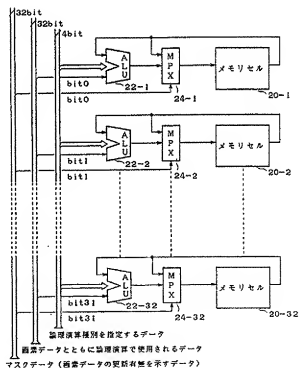 32bit
32bit
4bit
ALU
MPX
メモリセル
bit0
22-1
bit0
24-1
20-1
ALU
MPX
メモリセル
bit1
22-2
bit1
24-2
20-2
ALU
MPX
メモリセル
bit31
22-32
bit31
24-32
20-32
論理演算種別を指定するデータ
画素データとともに論理演算で使用されるデータ
マスクデータ(画素データの更新有無を示すデータ)